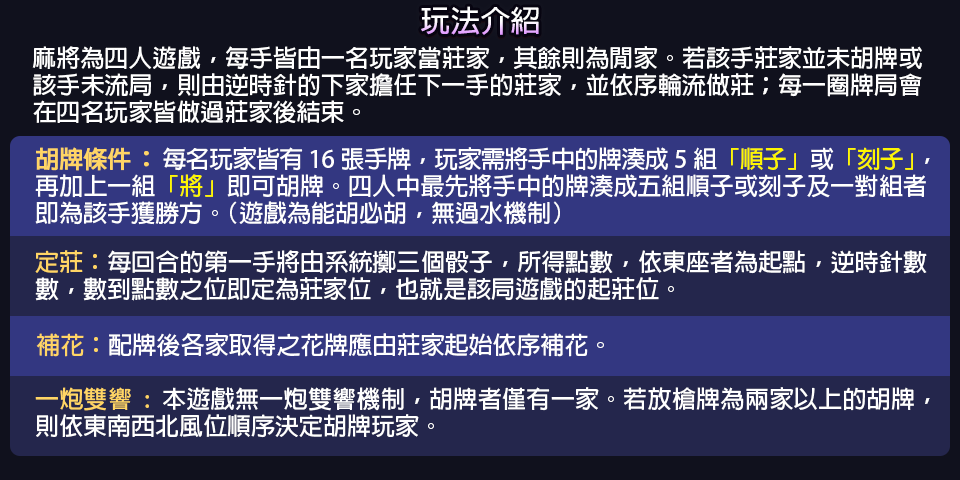 玩法介紹
麻將為四人遊戲，每手皆由一名玩家當莊家，其餘則為閒家。若該手莊家並未胡牌或
該手未流局，則由逆時針的下家擔任下一手的莊家，並依序輪流做莊；每一圈牌局會
在四名玩家皆做過莊家後結束。
胡牌條件：每名玩家皆有 16 張手牌，玩家需將手中的牌湊成 5 組「順子」或「刻子」，
再加上一組「將」即可胡牌。四人中最先將手中的牌湊成五組順子或刻子及一對組者
即為該手獲勝方。（遊戲為能胡必胡，無過水機制）
定莊：每回合的第一手將由系統擲三個骰子，所得點數，依東座者為起點，逆時針數
數，數到點數之位即定為莊家位，也就是該局遊戲的起莊位。
補花：配牌後各家取得之花牌應由莊家起始依序補花。
一炮雙響：本遊戲無一炮雙響機制，胡牌者僅有一家。若放槍牌為兩家以上的胡牌，
則依東南西北風位順序決定胡牌玩家。